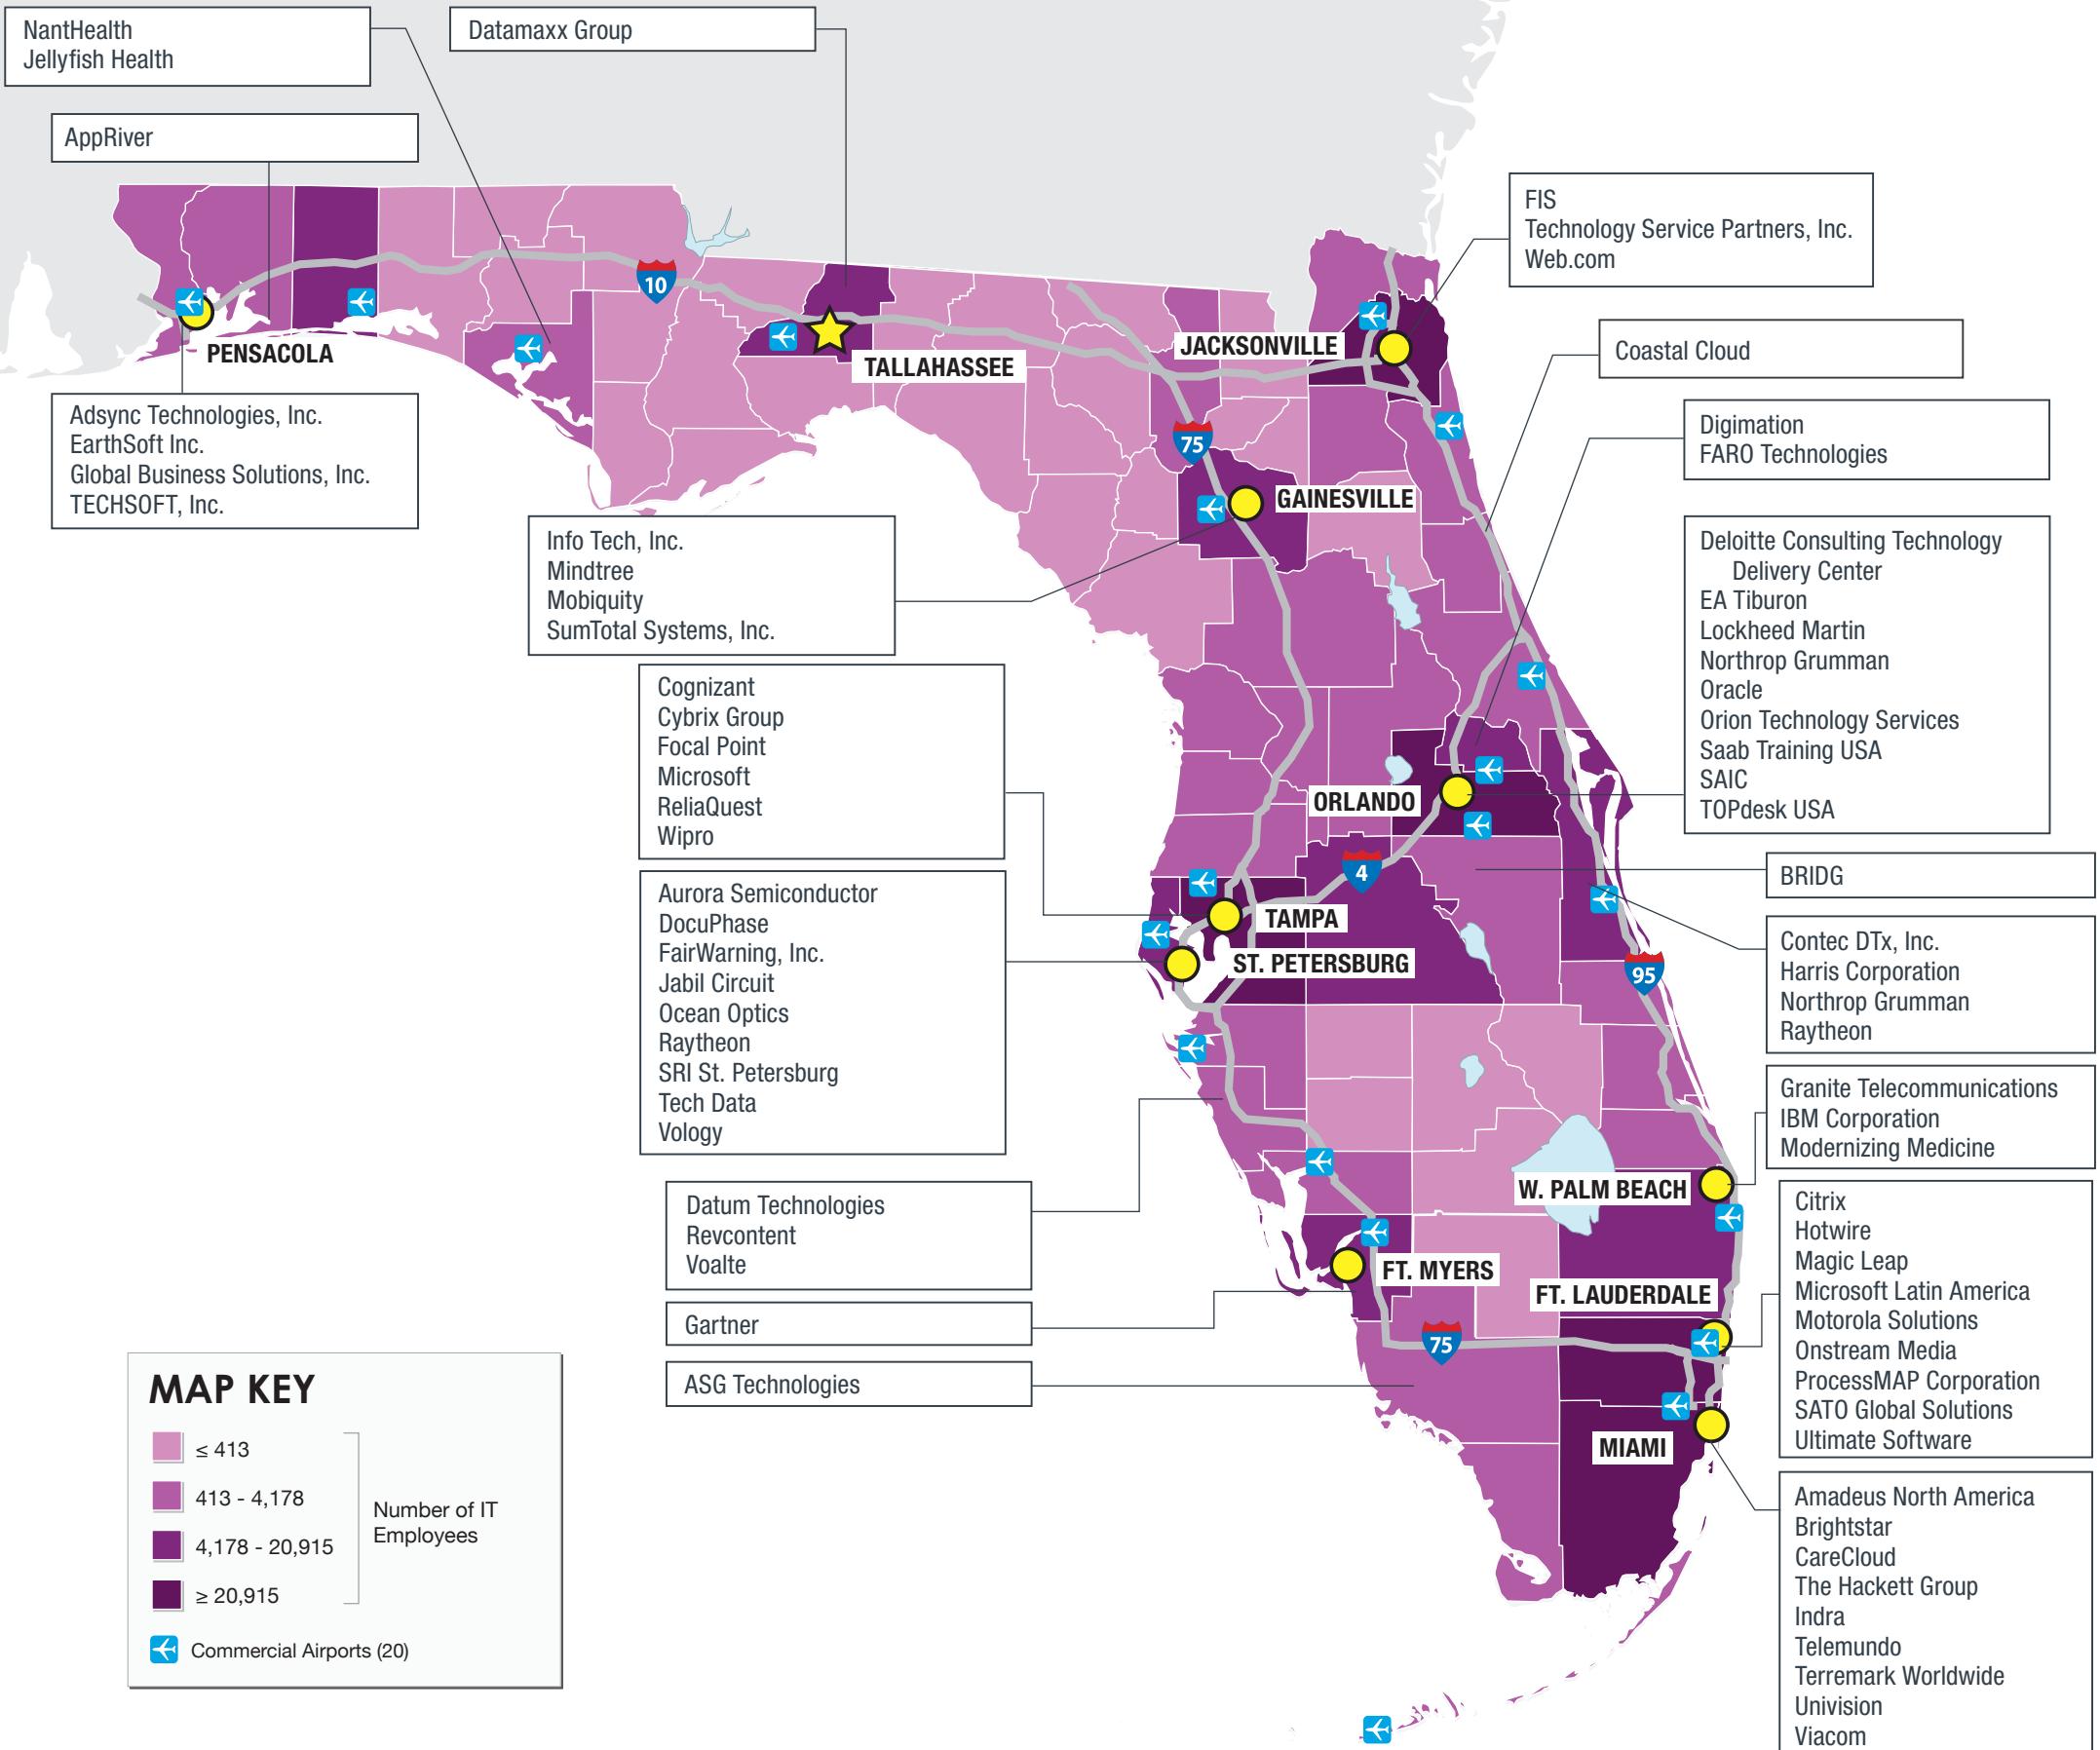 NantHealth
Jellyfish Health
Datamaxx Group
AppRiver
FIS
Technology Service Partners, Inc.
Web.com
10
PENSACOLA
TALLAHASSEE
JACKSONVILLE
Coastal Cloud
Adsync Technologies, Inc.
EarthSoft Inc.
Global Business Solutions, Inc.
TECHSOFT, Inc.
75
Digimation
FARO Technologies
GAINESVILLE
Info Tech, Inc.
Mindtree
Mobiquity
SumTotal Systems, Inc.
Deloitte Consulting Technology
Delivery Center
EA Tiburon
Lockheed Martin
Northrop Grumman
Oracle
Orion Technology Services
Saab Training USA
SAIC
TOPdesk USA
Cognizant
Cybrix Group
Focal Point
Microsoft
ReliaQuest
Wipro
ORLANDO
4
BRIDG
Aurora Semiconductor
DocuPhase
FairWarning, Inc.
Jabil Circuit
Ocean Optics
Raytheon
SRI St. Petersburg
Tech Data
Vology
TAMPA
ST. PETERSBURG
95
Contec DTx, Inc.
Harris Corporation
Northrop Grumman
Raytheon
Granite Telecommunications
IBM Corporation
Modernizing Medicine
W. PALM BEACH
Datum Technologies
Revcontent
Voalte
Citrix
Hotwire
Magic Leap
Microsoft Latin America
Motorola Solutions
Onstream Media
ProcessMAP Corporation
SATO Global Solutions
Ultimate Software
FT. MYERS
FT. LAUDERDALE
Gartner
75
ASG Technologies
MIAMI
Amadeus North America
Brightstar
CareCloud
The Hackett Group
Indra
Telemundo
Terremark Worldwide
Univision
Viacom
MAP KEY
≤ 413
413 - 4,178
4,178 - 20,915
≥ 20,915
Number of IT
Employees
Commercial Airports (20)